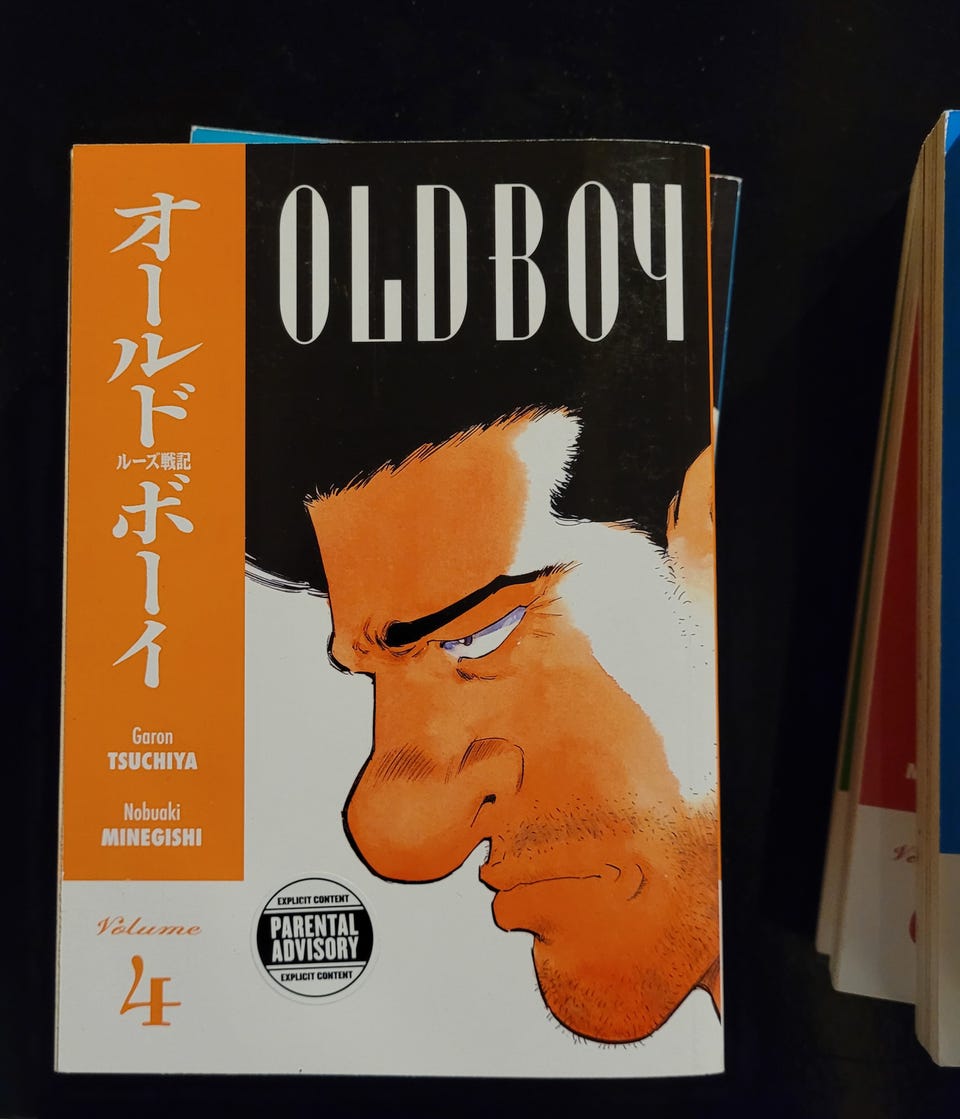 OLDBOY
オールド
ルーズ戦記
ボーイ
Garon
TSUCHIYA
Nobuaki
MINEGISHI
Volume
4
EXPLICIT CONTENT
PARENTAL
ADVISORY
EXPLICIT CONTENT